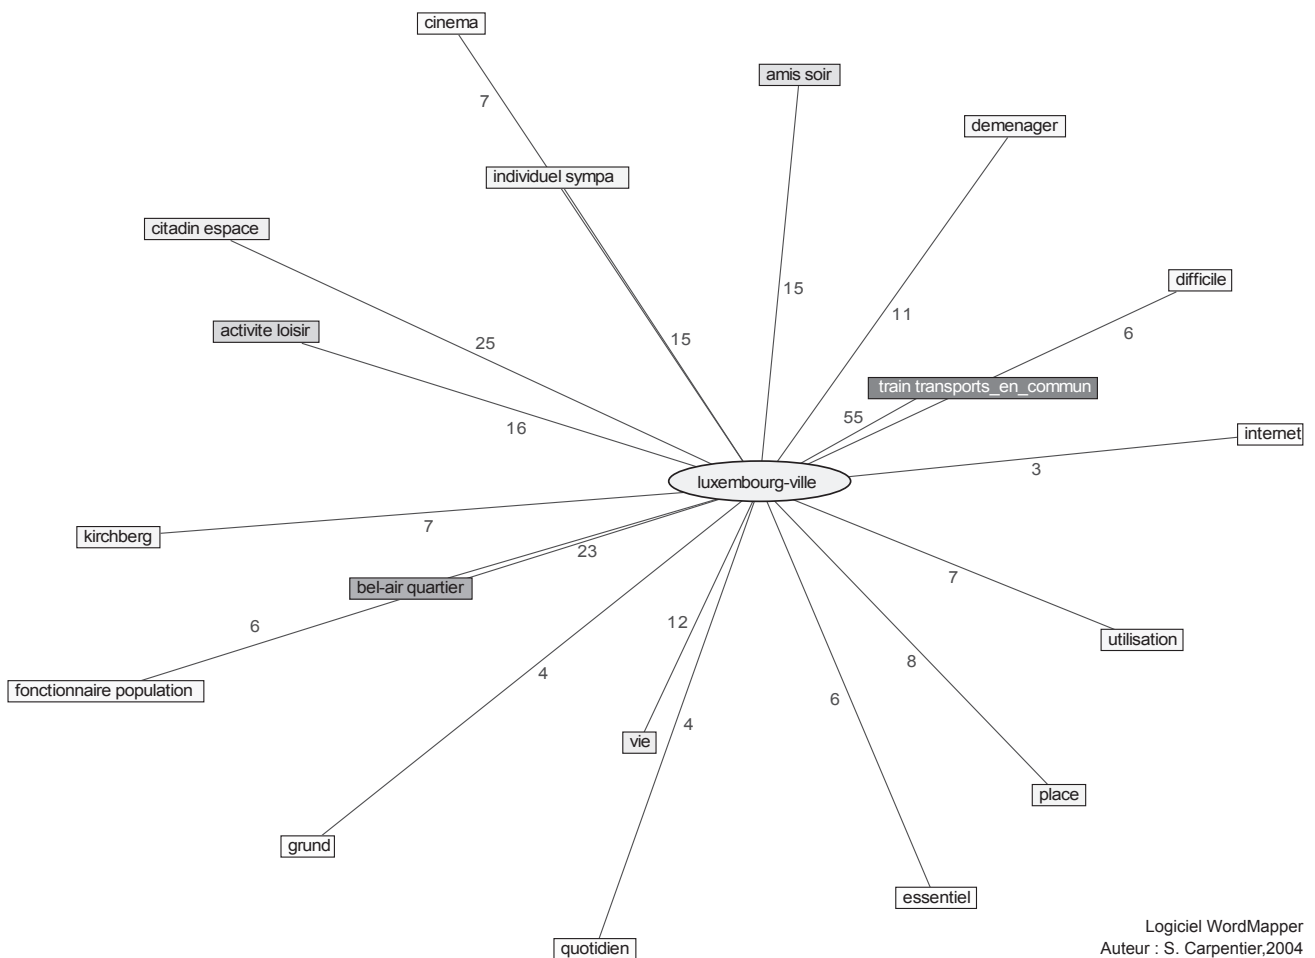 cinema
amis soir
7
demenager
individuel sympa
citadin espace
difficile
15
11
activite loisir
6
15
25
train transports_en_commun
55
16
internet
3
luxembourg-ville
7
kirchberg
23
7
bel-air quartier
12
6
utilisation
8
4
fonctionnaire population
6
4
vie
place
grund
essentiel
quotidien
Logiciel WordMapper
Auteur : S. Carpentier,2004